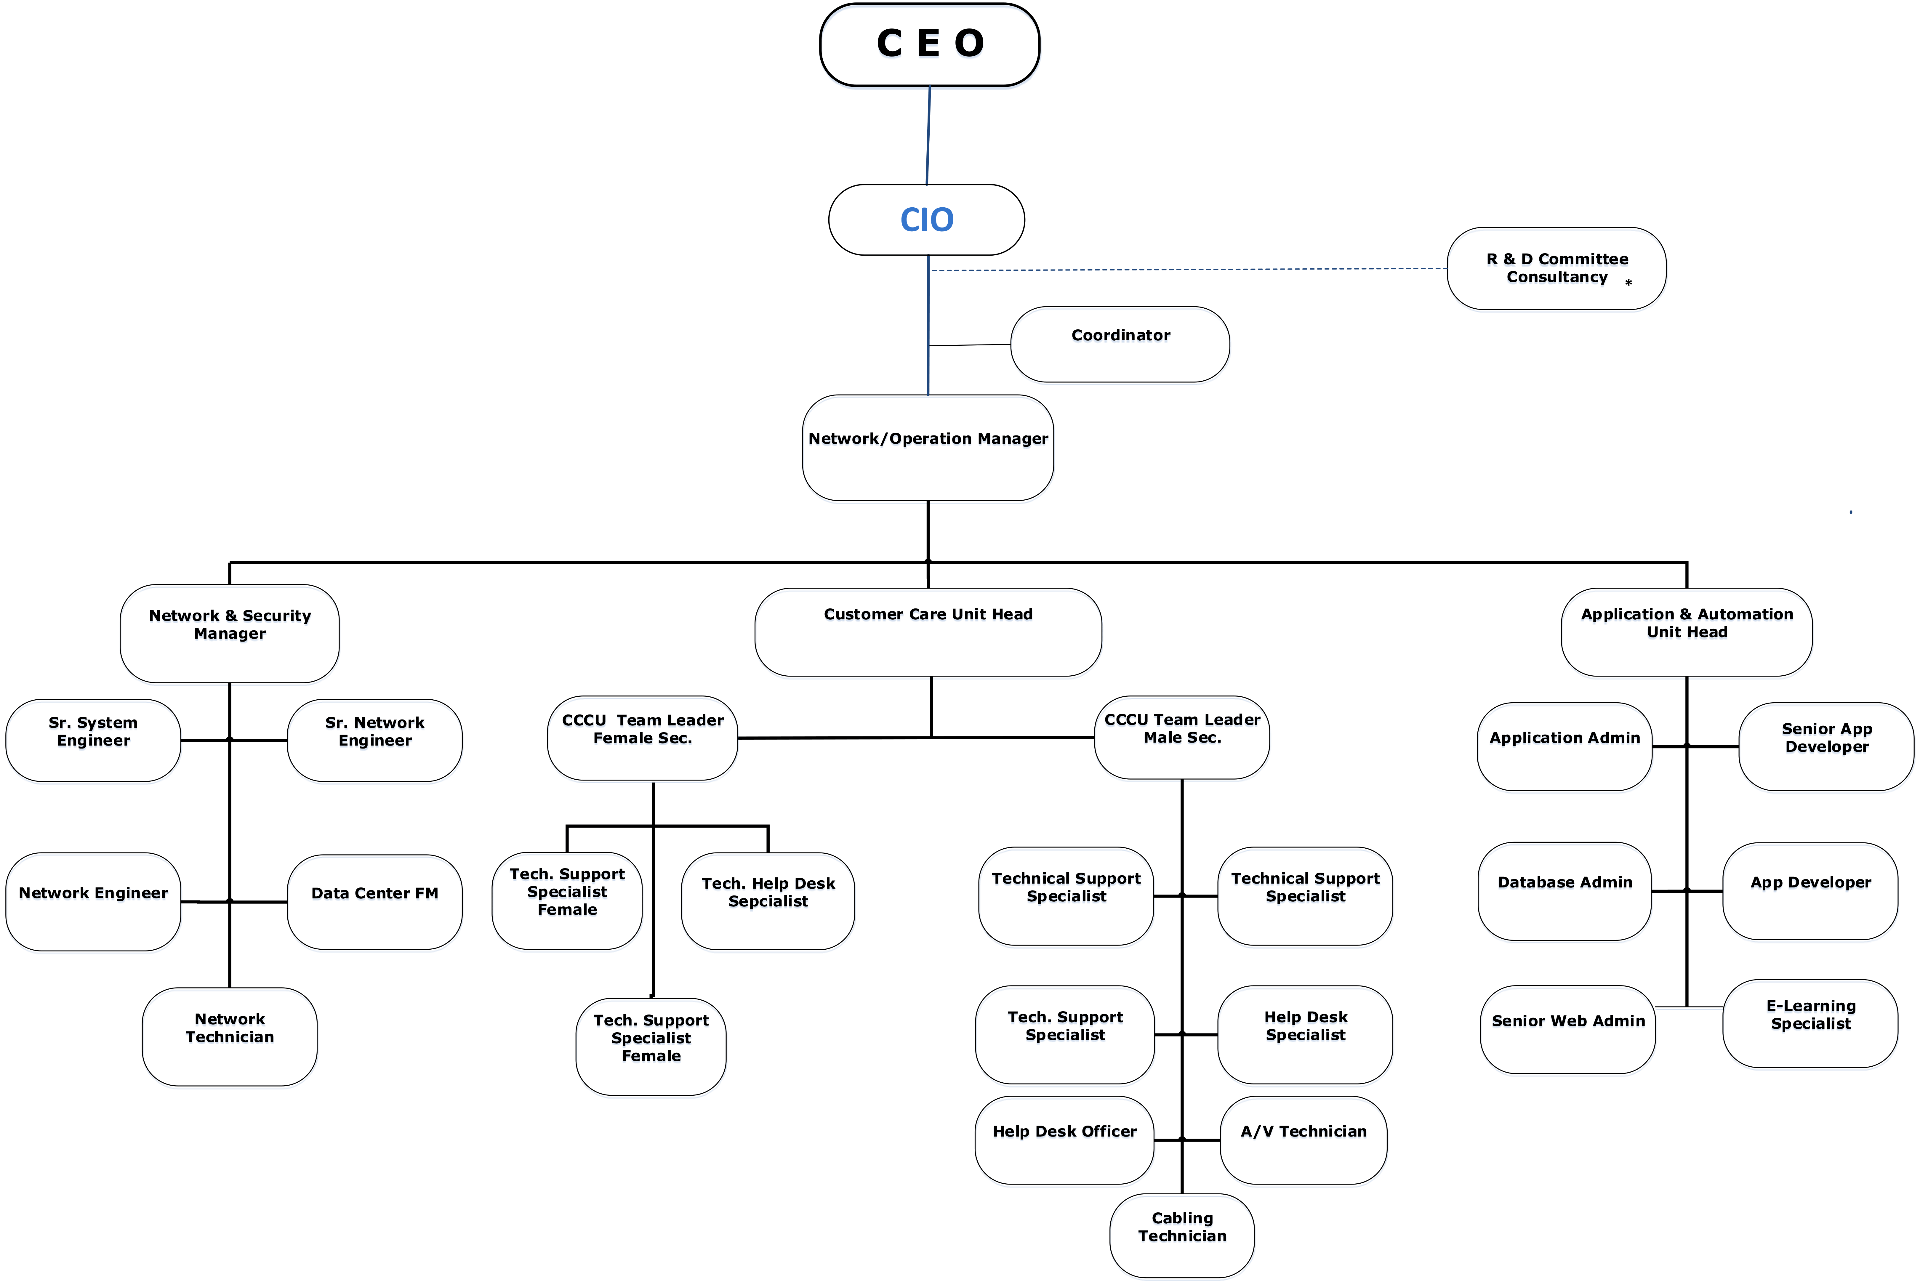 C E O
CIO
R & D Committee
Consultancy *
Coordinator
Network/Operation Manager
Network & Security
Manager
Customer Care Unit Head
Application & Automation
Unit Head
Sr. System
Engineer
Sr. Network
Engineer
CCCU  Team Leader
Female Sec.
CCCU Team Leader
Male Sec.
Application Admin
Senior App
Developer
Network Engineer
Data Center FM
Tech. Support
Specialist
Female
Tech. Help Desk
Sepcialist
Technical Support
Specialist
Technical Support
Specialist
Database Admin
App Developer
Network
Technician
Tech. Support
Specialist
Female
Tech. Support
Specialist
Help Desk
Specialist
Senior Web Admin
E-Learning
Specialist
Help Desk Officer
A/V Technician
Cabling
Technician